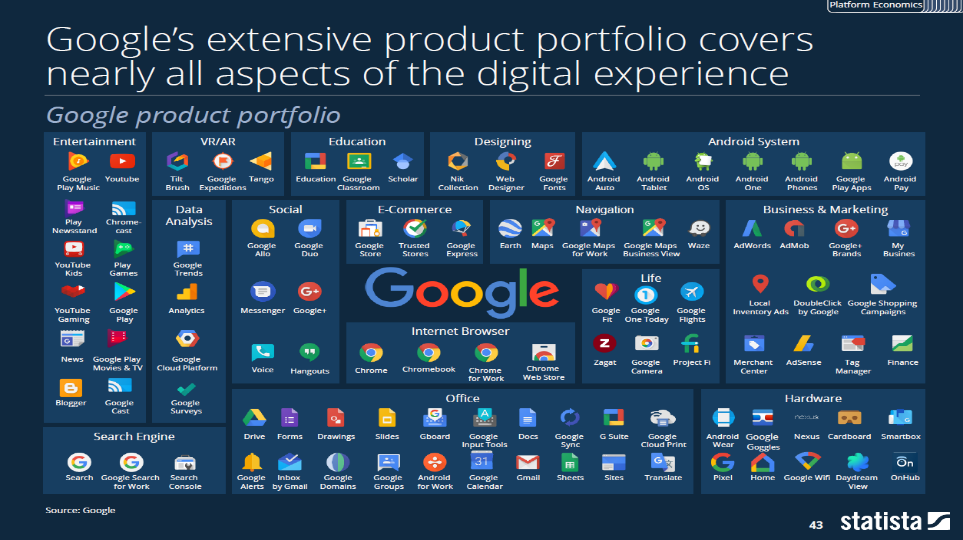 Platform Economics
Google's extensive product portfolio covers
nearly all aspects of the digital experience
Google product portfolio
Entertainment
Google
Play Music
Youtube
Play
Newsstand
Chrome-
cast
YouTube
Kids
Play
Games
YouTube
Gaming
Google
Play
News
Google Play
Movies & TV
Blogger
Google
Cast
VR/AR
Tilt
Brush
Google
Expeditions
Tango
Education
Education
Google
Classroom
Scholar
Designing
Nik
Collection
Web
Designer
Google
Fonts
Android System
Android
Auto
Android
Tablet
Android
OS
Android
One
Android
Phones
Google
Play Apps
Android
Pay
Data
Analysis
Google
Trends
Analytics
Google
Cloud Platform
Google
Surveys
Social
Google
Allo
Google
Duo
Messenger
Google+
Voice
Hangouts
E-Commerce
Google
Store
Trusted
Stores
Google
Express
Navigation
Earth
Maps
Google Maps
for Work
Google Maps
Business View
Waze
Business & Marketing
AdWords
AdMob
Google+
Brands
My
Busines
Local
Inventory Ads
DoubleClick
by Google
Google Shopping
Campaigns
Merchant
Center
AdSense
Tag
Manager
Finance
Google
Life
Google
Fit
Google
One Today
Google
Flights
Zagat
Google
Camera
Project Fi
Internet Browser
Chrome
Chromebook
Chrome
for Work
Chrome
Web Store
Office
Drive
Forms
Drawings
Slides
Gboard
Google
Input Tools
Docs
Google
Sync
G Suite
Google
Cloud Print
Google
Alerts
Inbox
by Gmail
Google
Domains
Google
Groups
Android
for Work
31
Google
Calendar
Gmail
Sheets
Sites
Translate
Hardware
Android
Wear
Google
Goggles
nexus
Nexus
Cardboard
Smartbox
Pixel
Home
Google Wifi
Daydream
View
On
OnHub
Search Engine
Search
Google Search
for Work
Search
Console
Source: Google
43
statista